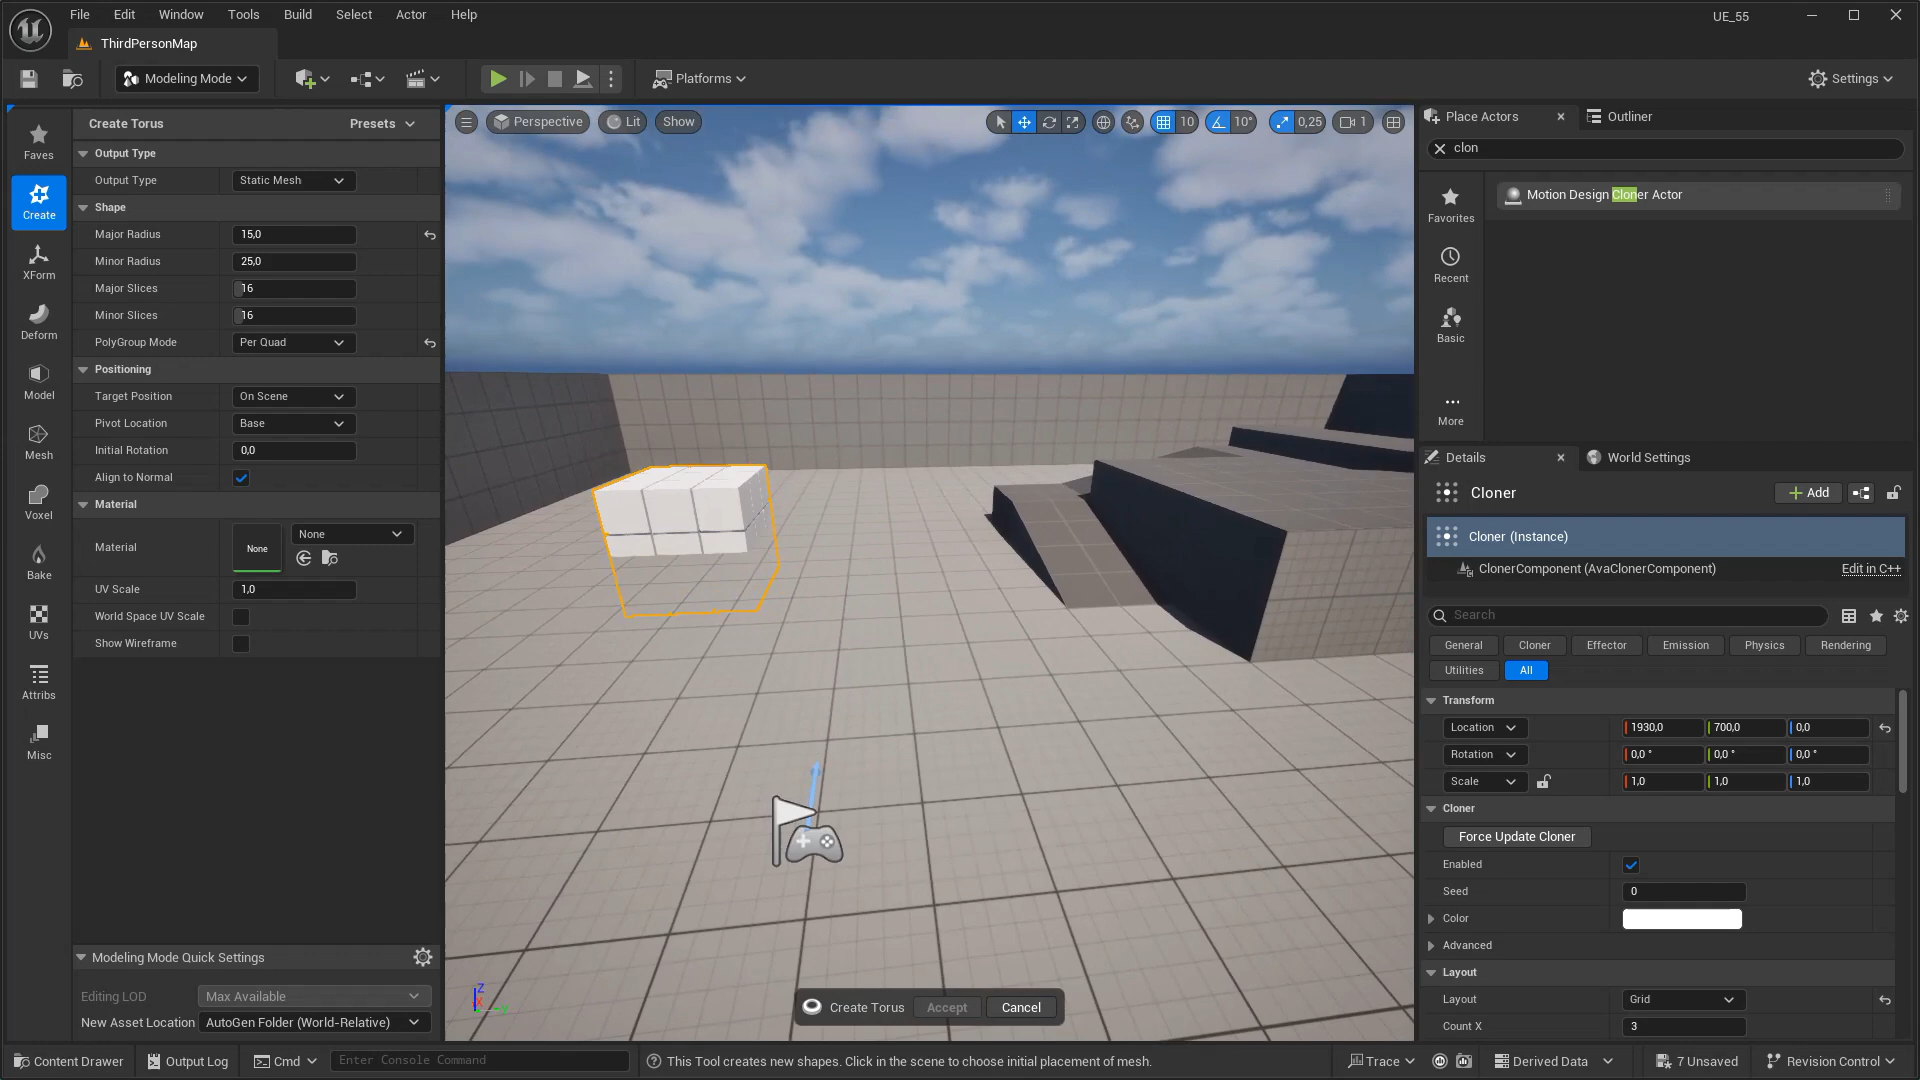 File Edit Window Tools Build Select Actor Help
UE_55
ThirdPersonMap
Modeling Mode
Platforms
Settings
Create Torus
Presets
Output Type
Output Type Static Mesh
Shape
Major Radius 15,0
Minor Radius 25,0
Major Slices 16
Minor Slices 16
PolyGroup Mode Per Quad
Positioning
Target Position On Scene
Pivot Location Base
Initial Rotation 0,0
Align to Normal
Material
Material None None
UV Scale 1,0
World Space UV Scale
Show Wireframe
Faves
Create
XForm
Deform
Model
Mesh
Voxel
Bake
UVs
Attribs
Misc
Modeling Mode Quick Settings
Editing LOD Max Available
New Asset Location AutoGen Folder (World-Relative)
Perspective Lit Show
10 10° 0,25 1
Z
X
Y
Create Torus Accept Cancel
Place Actors
Outliner
clon
Motion Design Cloner Actor
Favorites
Recent
Basic
More
Details
World Settings
Cloner
Add
Cloner (Instance)
ClonerComponent (AvaClonerComponent) Edit in C++
Search
General Cloner Effector Emission Physics Rendering
Utilities All
Transform
Location 1930,0 700,0 0,0
Rotation 0,0 ° 0,0 ° 0,0 °
Scale 1,0 1,0 1,0
Cloner
Force Update Cloner
Enabled
Seed 0
Color
Advanced
Layout
Layout Grid
Count X 3
Content Drawer
Output Log
Cmd
Enter Console Command
This Tool creates new shapes. Click in the scene to choose initial placement of mesh.
Trace
Derived Data
7 Unsaved
Revision Control